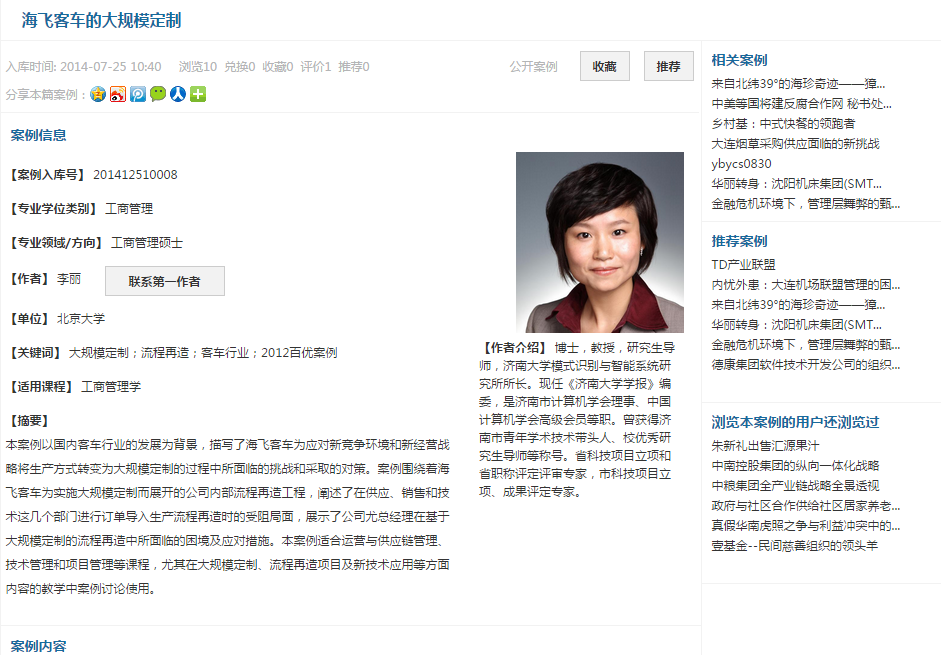 海飞客车的大规模定制
入库时间: 2014-07-25 10:40 浏览10 兑换0 收藏0 评价1 推荐0
公开案例
收藏
推荐
分享本篇案例：
案例信息
【案例入库号】 201412510008
【专业学位类别】 工商管理
【专业领域/方向】 工商管理硕士
【作者】 李丽
联系第一作者
【单位】 北京大学
【关键词】 大规模定制；流程再造；客车行业；2012百优案例
【适用课程】 工商管理学
【摘要】
本案例以国内客车行业的发展为背景，描写了海飞客车为应对新竞争环境和新经营战
略将生产方式转变为大规模定制的过程中所面临的挑战和采取的对策。案例围绕着海
飞客车为实施大规模定制而展开的公司内部流程再造工程，阐述了在供应、销售和技
术这几个部门进行订单导入生产流程再造时的受阻局面，展示了公司尤总经理在基于
大规模定制的流程再造中所面临的困境及应对措施。本案例适合运营与供应链管理、
技术管理和项目管理等课程，尤其在大规模定制、流程再造项目及新技术应用等方面
内容的教学中案例讨论使用。
【作者介绍】 博士，教授，研究生导
师，济南大学模式识别与智能系统研
究所所长。现任《济南大学学报》编
委，是济南市计算机学会理事、中国
计算机学会高级会员等职。曾获得济
南市青年学术技术带头人、校优秀研
究生导师等称号。省科技项目立项和
省职称评定评审专家，市科技项目立
项、成果评定专家。
案例内容
相关案例
来自北纬39°的海珍奇迹——獐...
中美等国将建反腐合作网 秘书处...
乡村基：中式快餐的领跑者
大连烟草采购供应面临的新挑战
ybycs0830
华丽转身：沈阳机床集团(SMT...
金融危机环境下，管理层舞弊的甄...
推荐案例
TD产业联盟
内忧外患：大连机场联盟管理的困...
来自北纬39°的海珍奇迹——獐...
华丽转身：沈阳机床集团(SMT...
金融危机环境下，管理层舞弊的甄...
德康集团软件技术开发公司的组织...
浏览本案例的用户还浏览过
朱新礼出售汇源果汁
中南控股集团的纵向一体化战略
中粮集团全产业链战略全景透视
政府与社区合作供给社区居家养老...
真假华南虎照之争与利益冲突中的...
壹基金--民间慈善组织的领头羊